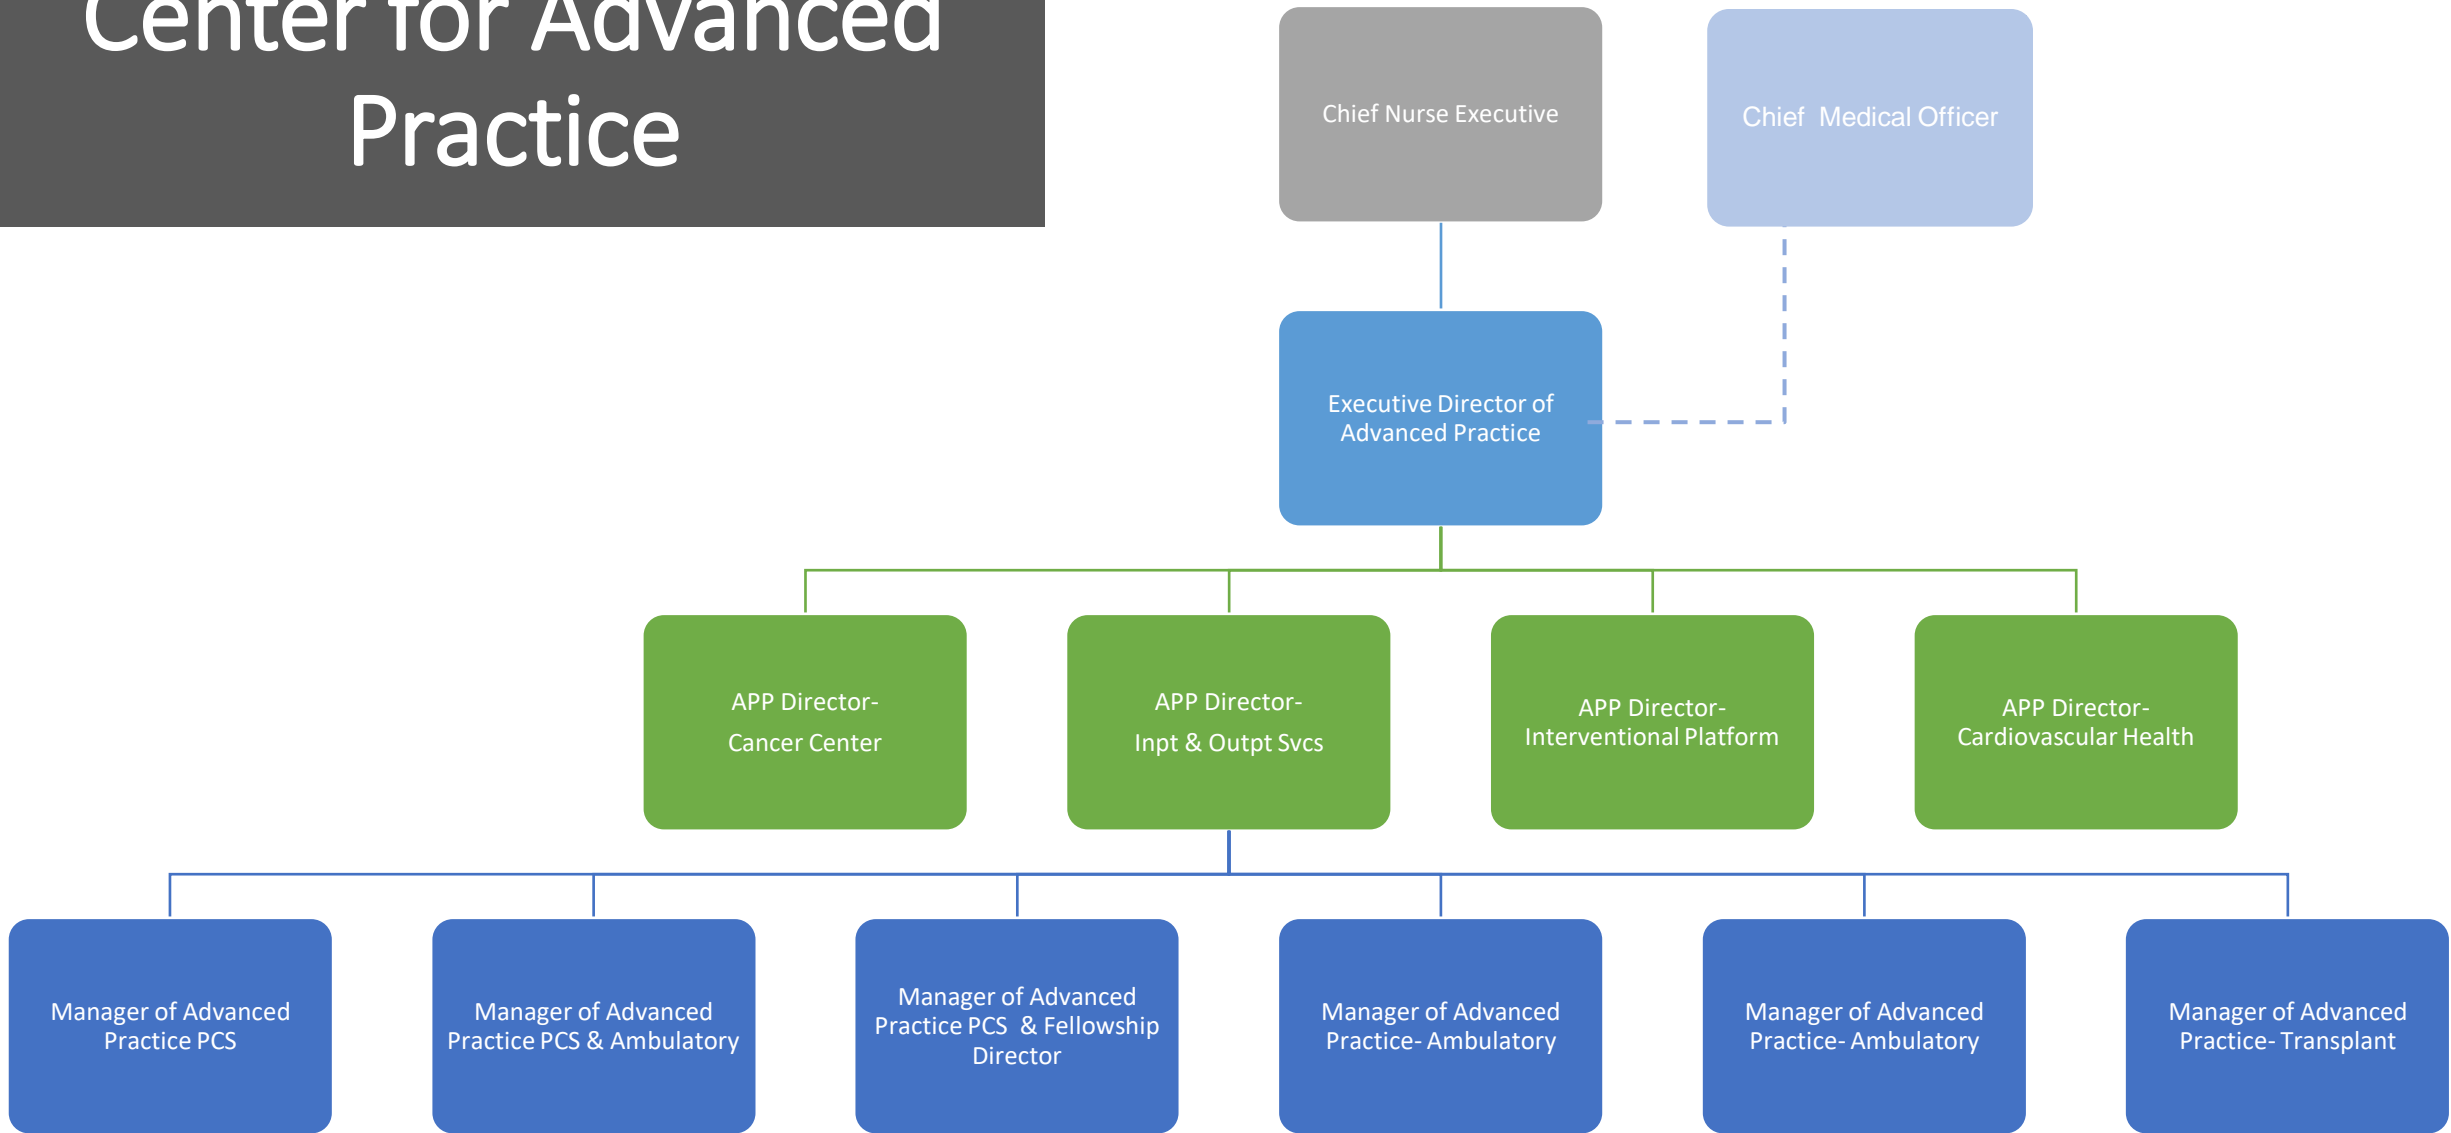 Center for Advanced
Practice
Chief Nurse Executive
Chief  Medical Officer
Executive Director of
Advanced Practice
APP Director-
Cancer Center
APP Director-
Inpt & Outpt Svcs
APP Director-
Interventional Platform
APP Director-
Cardiovascular Health
Manager of Advanced
Practice PCS
Manager of Advanced
Practice PCS & Ambulatory
Manager of Advanced
Practice PCS  & Fellowship
Director
Manager of Advanced
Practice- Ambulatory
Manager of Advanced
Practice- Ambulatory
Manager of Advanced
Practice- Transplant